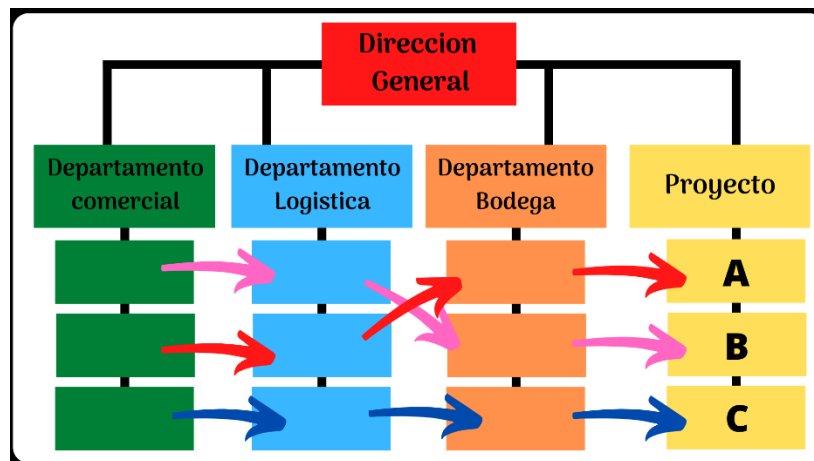 Direccion
General
Departamento
comercial
Departamento
Logistica
Departamento
Bodega
Proyecto
A
B
C